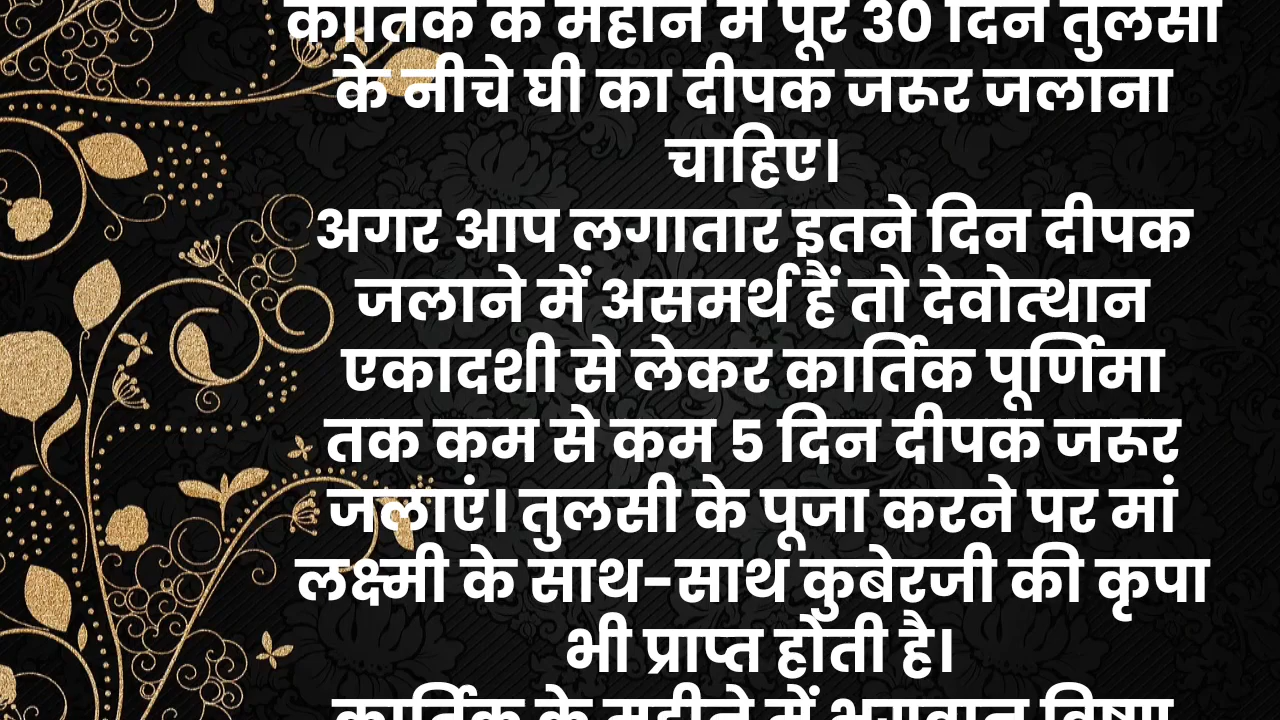 कार्तिक के महीने में पूरे 30 दिन तुलसी
के नीचे घी का दीपक जरूर जलाना
चाहिए।
अगर आप लगातार इतने दिन दीपक
जलाने में असमर्थ हैं तो देवोत्थान
एकादशी से लेकर कार्तिक पूर्णिमा
तक कम से कम 5 दिन दीपक जरूर
जलाएं। तुलसी के पूजा करने पर मां
लक्ष्मी के साथ-साथ कुबेरजी की कृपा
भी प्राप्त होती है।
कार्तिक के महीने में भगवान विष्णु